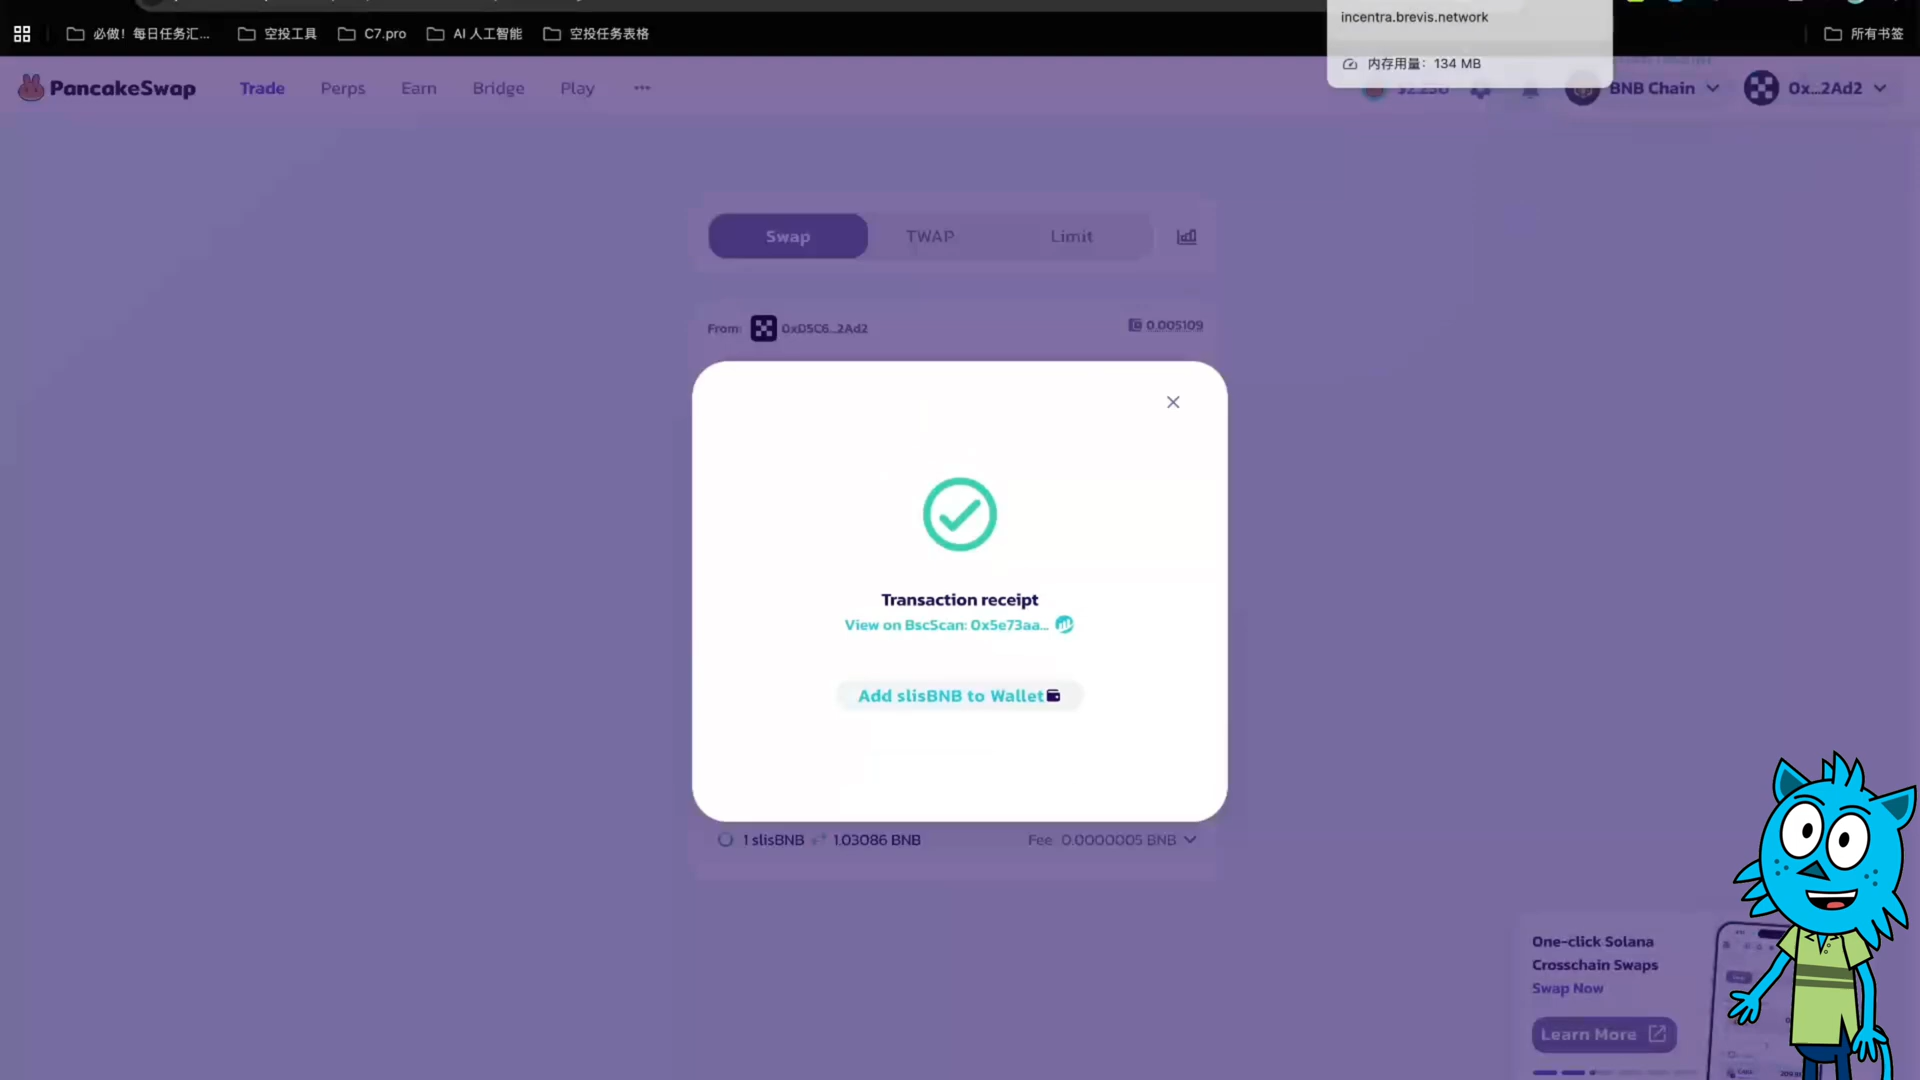 incentra.brevis.network
必做！每日任务汇...
空投工具
C7.pro
AI 人工智能
空投任务表格
所有书签
内存用量：134 MB
PancakeSwap
Trade
Perps
Earn
Bridge
Play
$2.250
BNB Chain
0x...2Ad2
Swap
TWAP
Limit
From:
0xD5C6...2Ad2
0.005109
Transaction receipt
View on BscScan: 0x5e73aa...
Add slisBNB to Wallet
1 slisBNB
1.03086 BNB
Fee 0.0000005 BNB
One-click Solana
Crosschain Swaps
Swap Now
Learn More